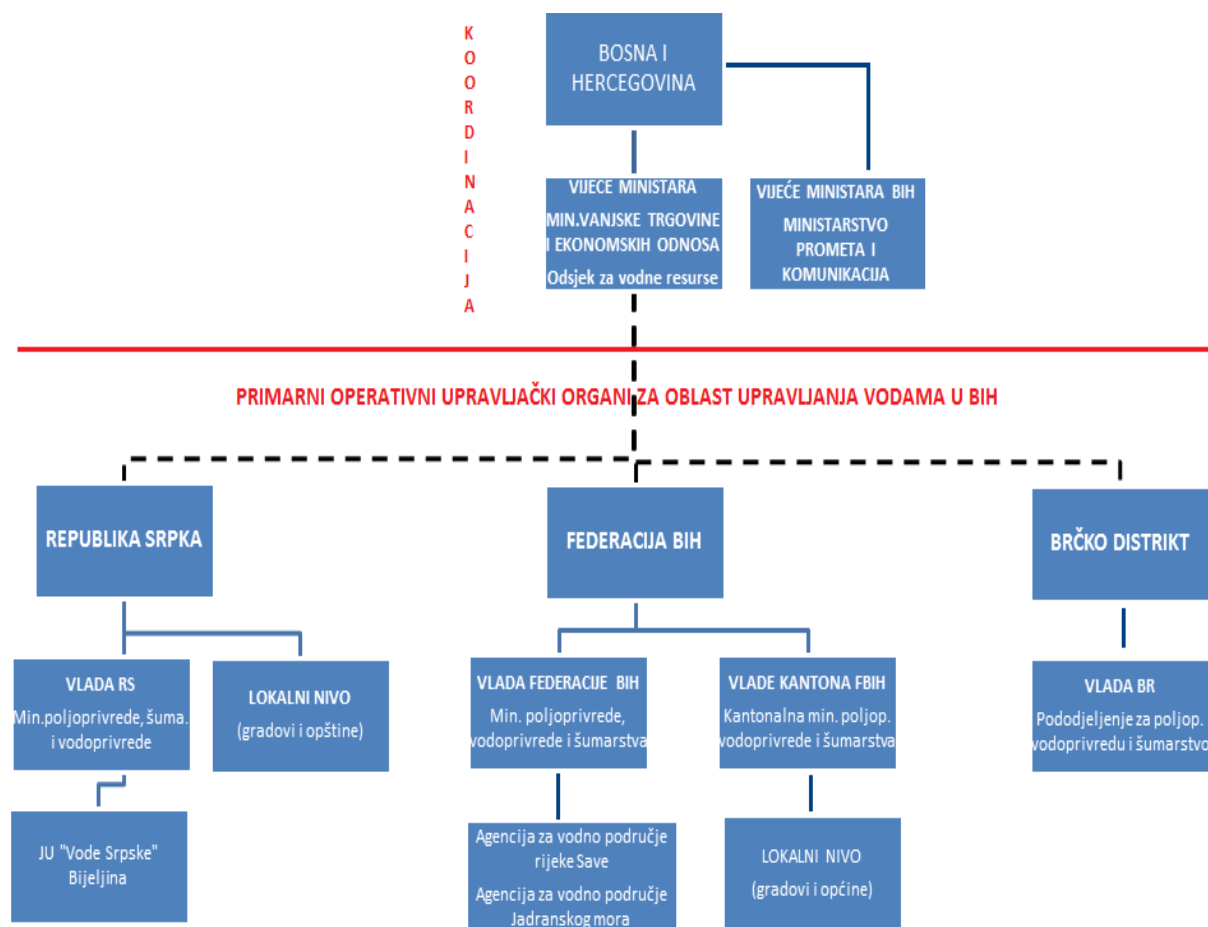 KOORDINACIJA
BOSNA I
HERCEGOVINA
VIJEĆE MINISTARA
MIN.VANJSKE TRGOVINE
I EKONOMSKIH ODNOSA
Odsjek za vodne resurse
VIJEĆE MINISTARA BIH
MINISTARSTVO
PROMETA I
KOMUNIKACIJA
PRIMARNI OPERATIVNI UPRAVLJAČKI ORGANI ZA OBLAST UPRAVLJANJA VODAMA U BIH
REPUBLIKA SRPKA
FEDERACIJA BIH
BRČKO DISTRIKT
VLADA RS
Min.poljoprivrede, šuma.
i vodoprivrede
LOKALNI NIVO
(gradovi i opštine)
VLADA FEDERACIJE BIH
Min. poljoprivrede,
vodoprivrede i šumarstva
VLADE KANTONA FBIH
Kantonalna min. poljop.
vodoprivrede i šumarstva
VLADA BR
Pododjeljenje za poljop.
vodoprivredu i šumarstvo
JU "Vode Srpske"
Bijeljina
Agencija za vodno područje
rijeke Save
Agencija za vodno područje
Jadranskog mora
LOKALNI NIVO
(gradovi i općine)